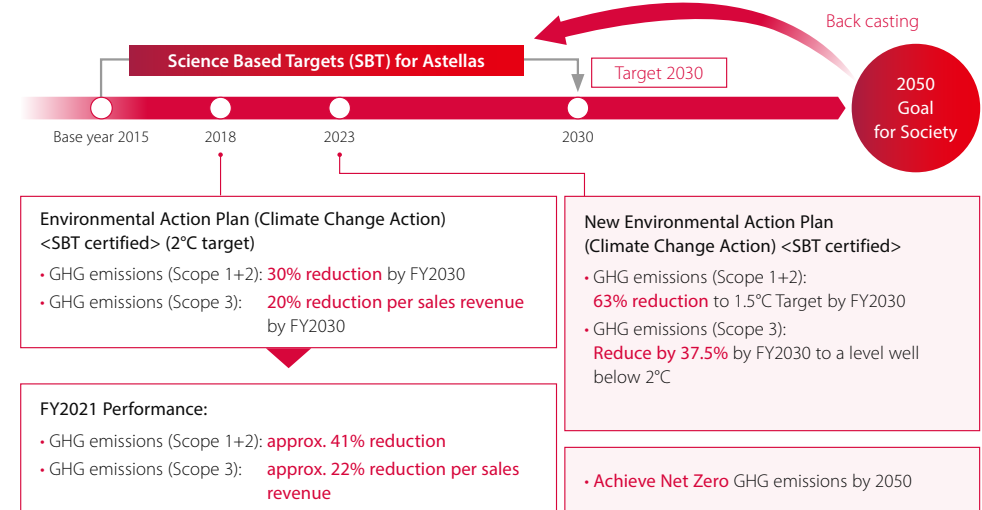 Back casting
Science Based Targets (SBT) for Astellas
Target 2030
2050
Goal
for Society
Base year 2015
2018
2023
2030
Environmental Action Plan (Climate Change Action)
<SBT certified> (2°C target)
• GHG emissions (Scope 1+2): 30% reduction by FY2030
• GHG emissions (Scope 3): 20% reduction per sales revenue
by FY2030
FY2021 Performance:
• GHG emissions (Scope 1+2): approx. 41% reduction
• GHG emissions (Scope 3): approx. 22% reduction per sales
revenue
New Environmental Action Plan
(Climate Change Action) <SBT certified>
• GHG emissions (Scope 1+2):
63% reduction to 1.5°C Target by FY2030
• GHG emissions (Scope 3):
Reduce by 37.5% by FY2030 to a level well
below 2°C
• Achieve Net Zero GHG emissions by 2050